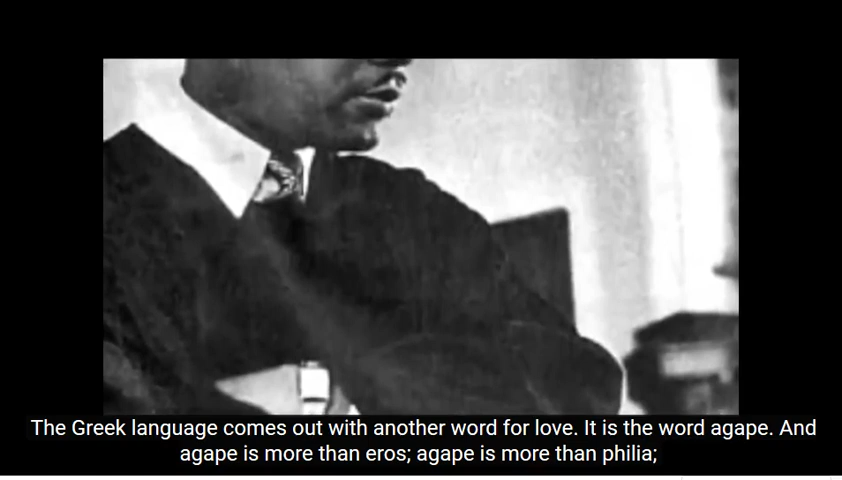 The Greek language comes out with another word for love. It is the word agape. And
agape is more than eros; agape is more than philia;